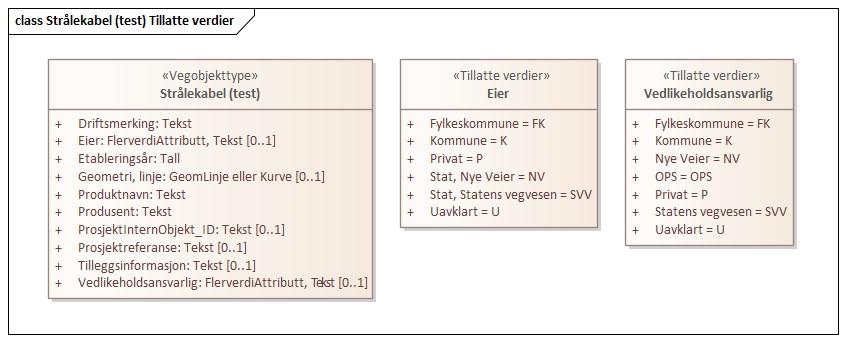 class Strålekabel (test) Tillatte verdier
«Vegobjekttype»
Strålekabel (test)
+ Driftsmerking: Tekst
+ Eier: FlerverdiAttributt, Tekst [0..1]
+ Etableringsår: Tall
+ Geometri, linje: GeomLinje eller Kurve [0..1]
+ Produktnavn: Tekst
+ Produsent: Tekst
+ ProsjektInternObjekt_ID: Tekst [0..1]
+ Prosjektreferanse: Tekst [0..1]
+ Tilleggsinformasjon: Tekst [0..1]
+ Vedlikeholdsansvarlig: FlerverdiAttributt, Tekst [0..1]
«Tillatte verdier»
Eier
+ Fylkeskommune = FK
+ Kommune = K
+ Privat = P
+ Stat, Nye Veier = NV
+ Stat, Statens vegvesen = SVV
+ Uavklart = U
«Tillatte verdier»
Vedlikeholdsansvarlig
+ Fylkeskommune = FK
+ Kommune = K
+ Nye Veier = NV
+ OPS = OPS
+ Privat = P
+ Statens vegvesen = SVV
+ Uavklart = U